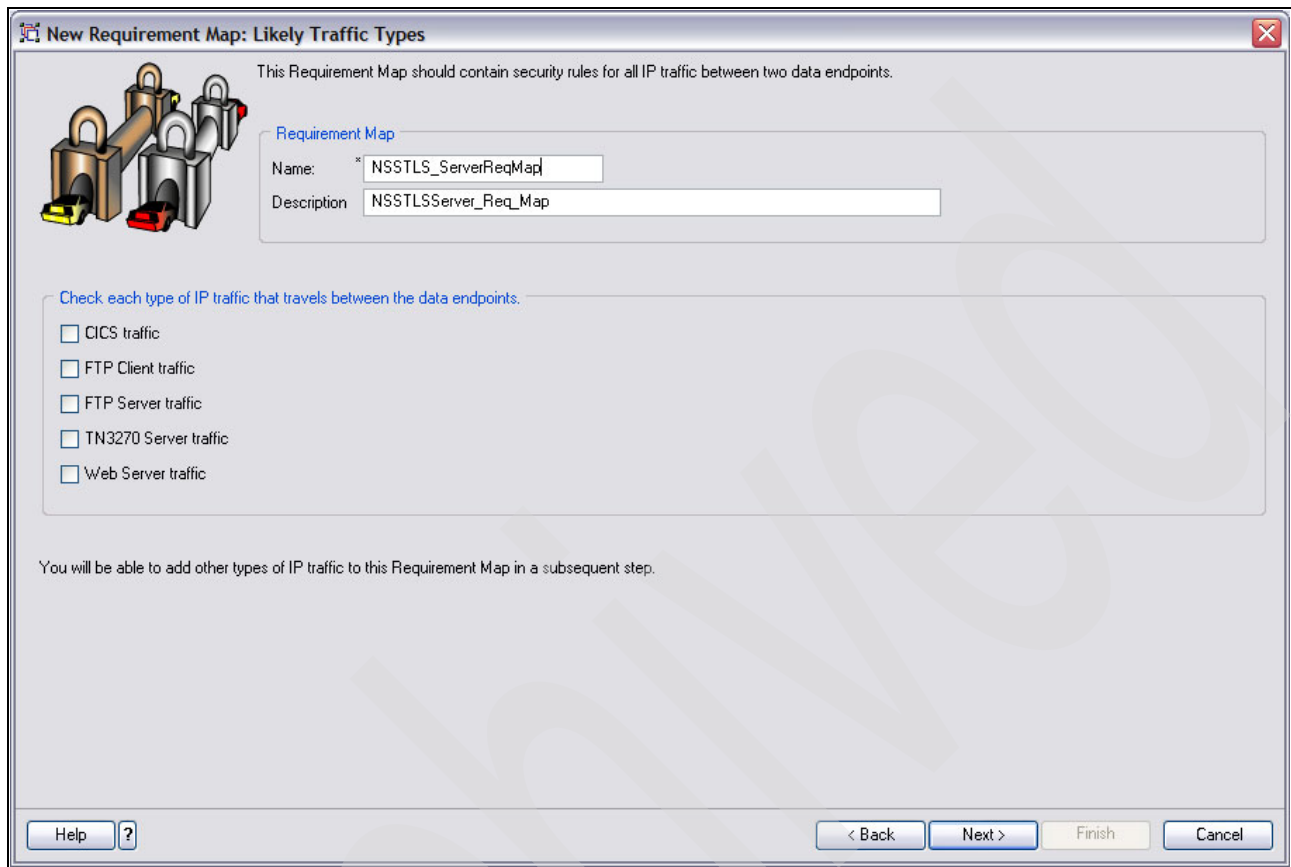 New Requirement Map: Likely Traffic Types
This Requirement Map should contain security rules for all IP traffic between two data endpoints.
Requirement Map
Name: * NSSTLS_ServerReqMap
Description NSSTLSServer_Req_Map
Check each type of IP traffic that travels between the data endpoints.
CICS traffic
FTP Client traffic
FTP Server traffic
TN3270 Server traffic
Web Server traffic
You will be able to add other types of IP traffic to this Requirement Map in a subsequent step.
Help ? < Back Next > Finish Cancel